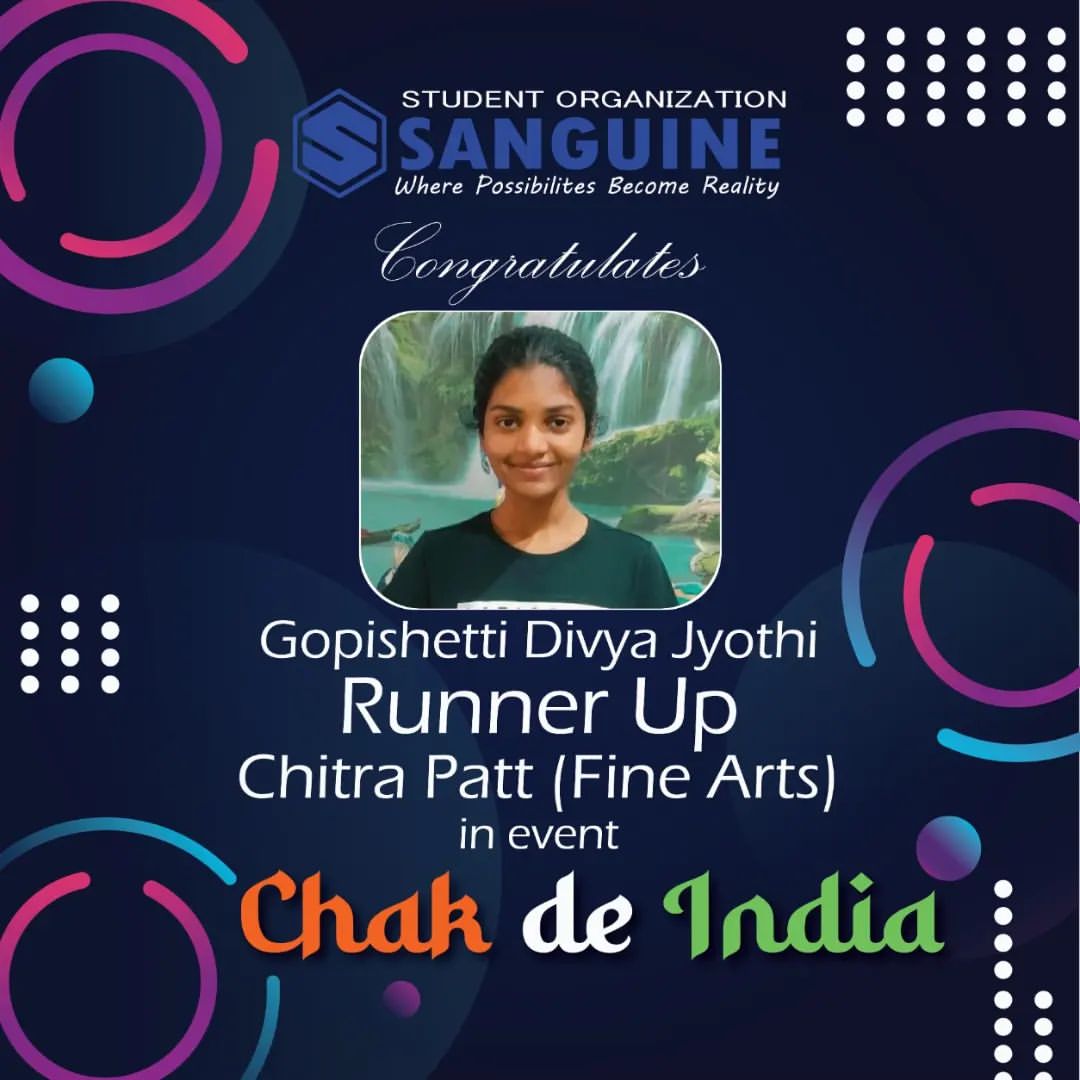 STUDENT ORGANIZATION
SANGUINE
Where Possibilites Become Reality
Congratulates
Gopishetti Divya Jyothi
Runner Up
Chitra Patt (Fine Arts)
in event
Chak de India